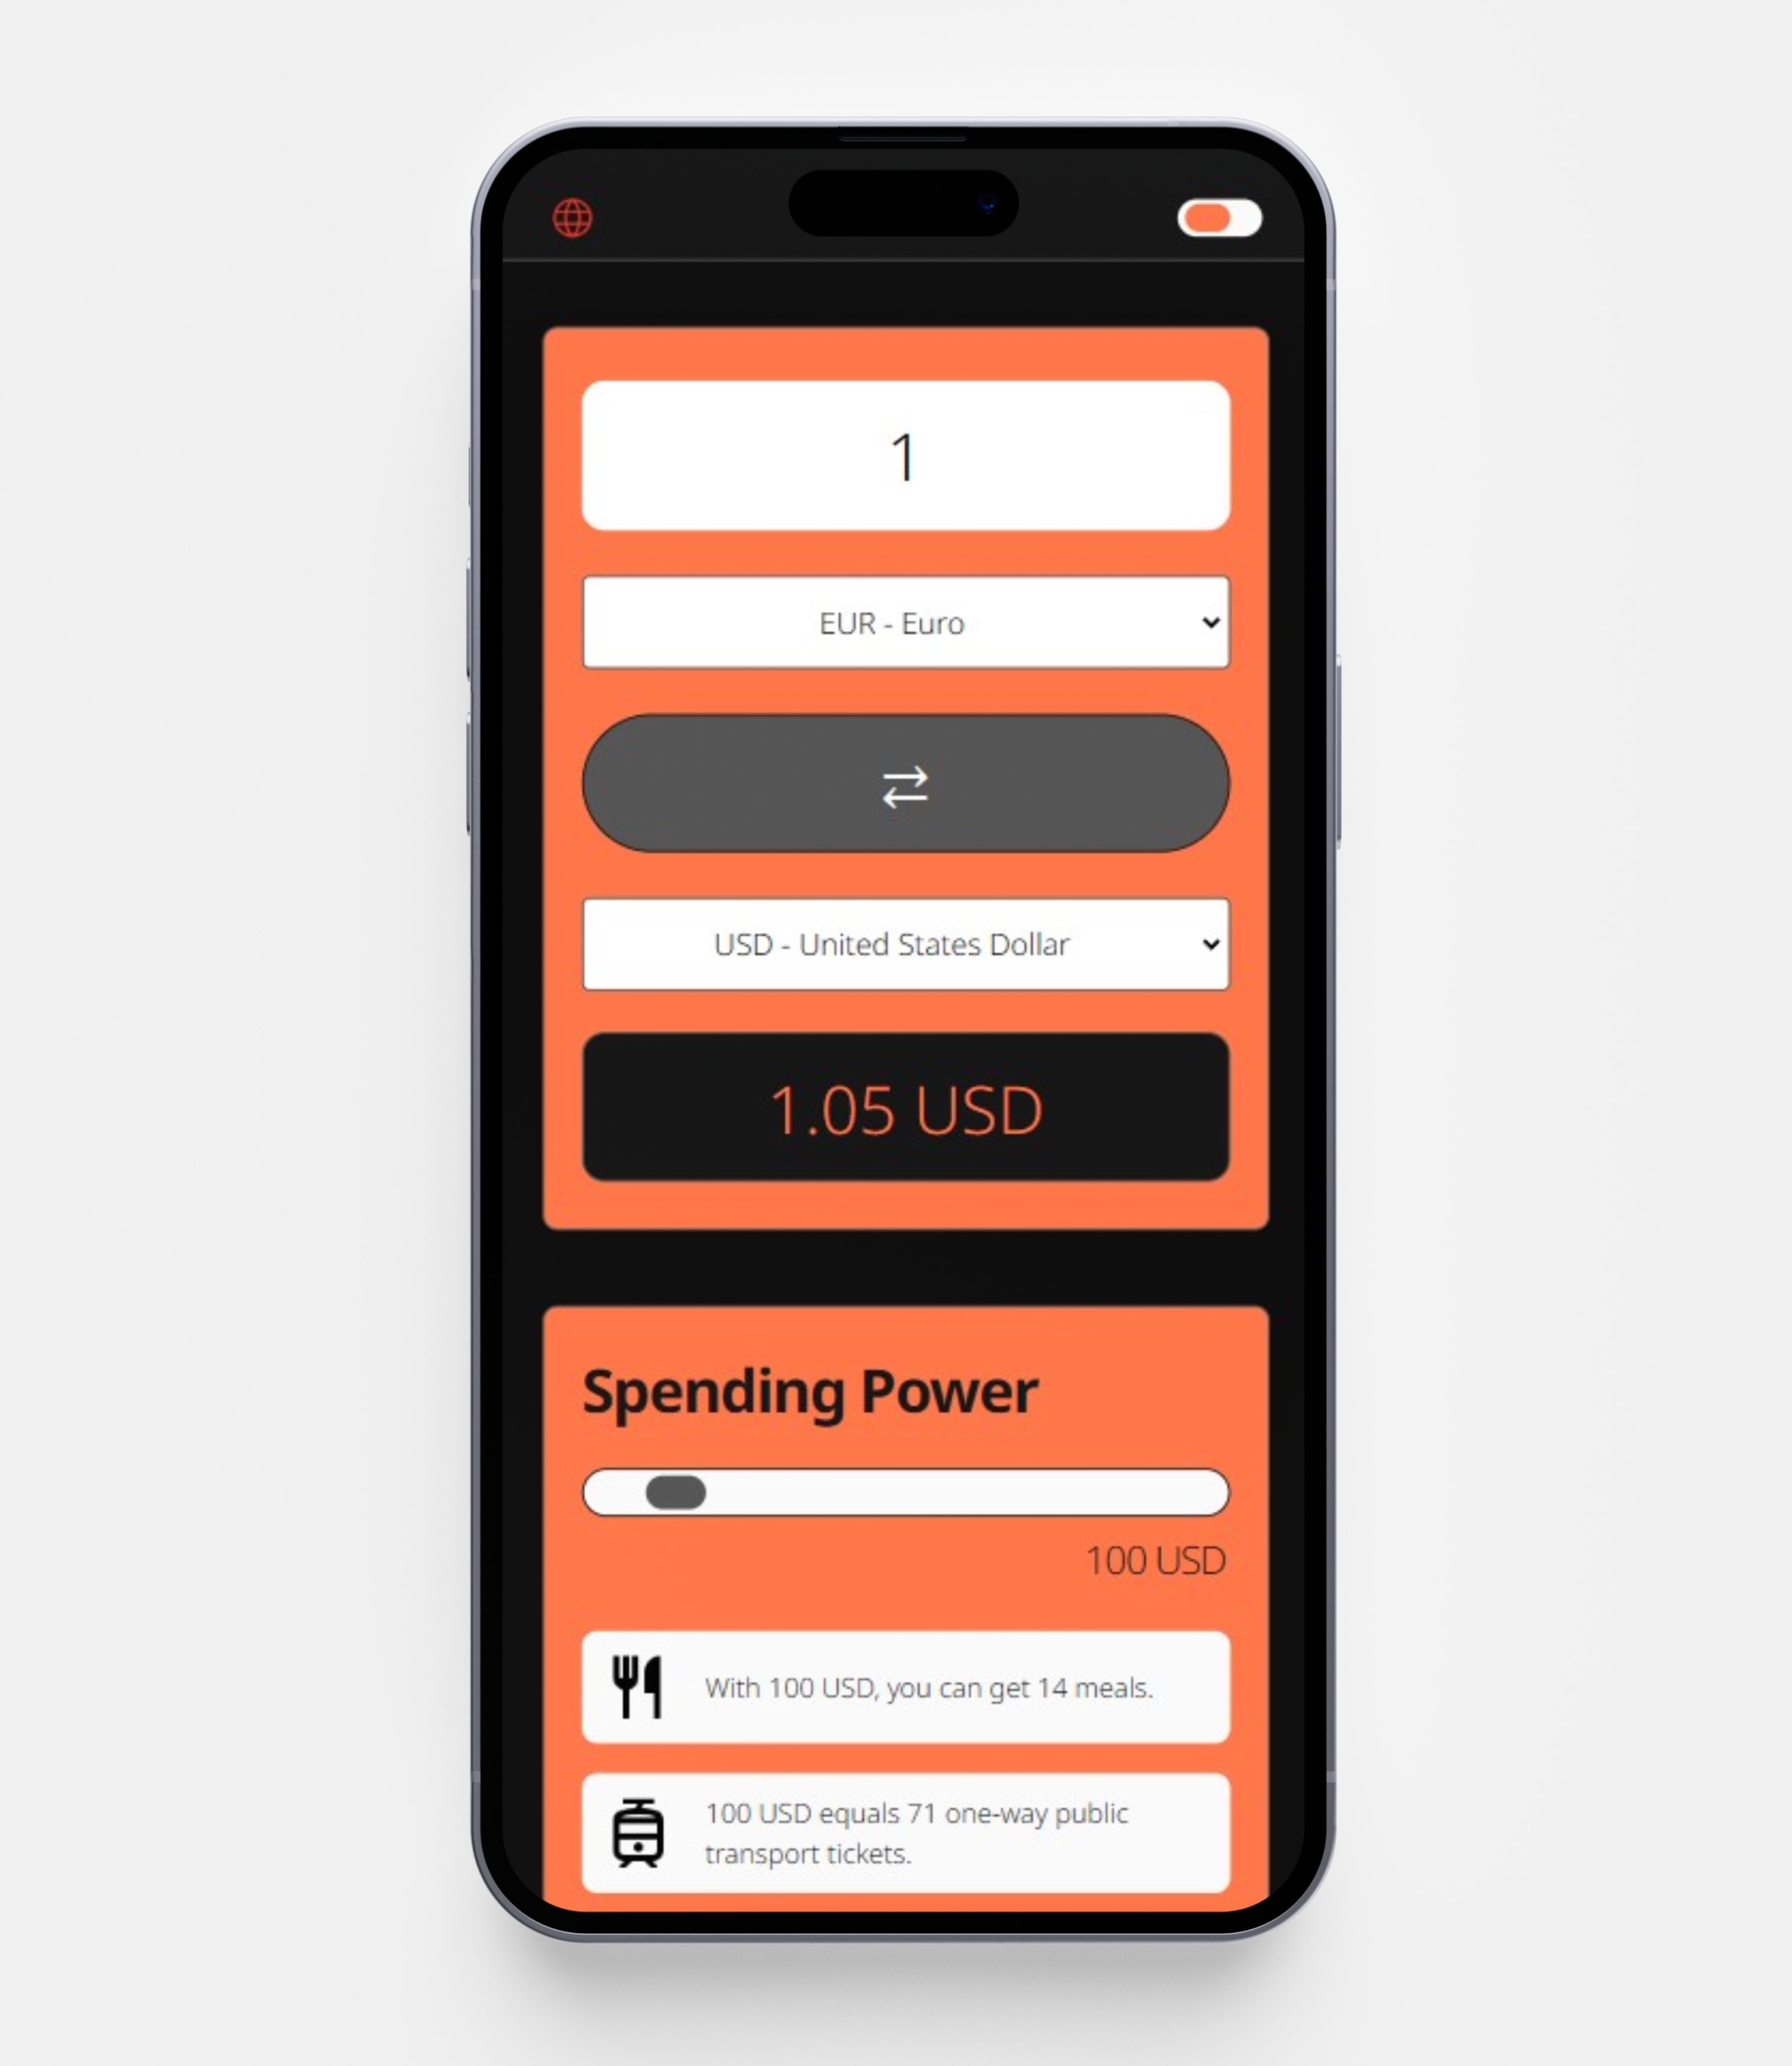 1
EUR - Euro
USD - United States Dollar
1.05 USD
Spending Power
100 USD
With 100 USD, you can get 14 meals.
100 USD equals 71 one-way public
transport tickets.